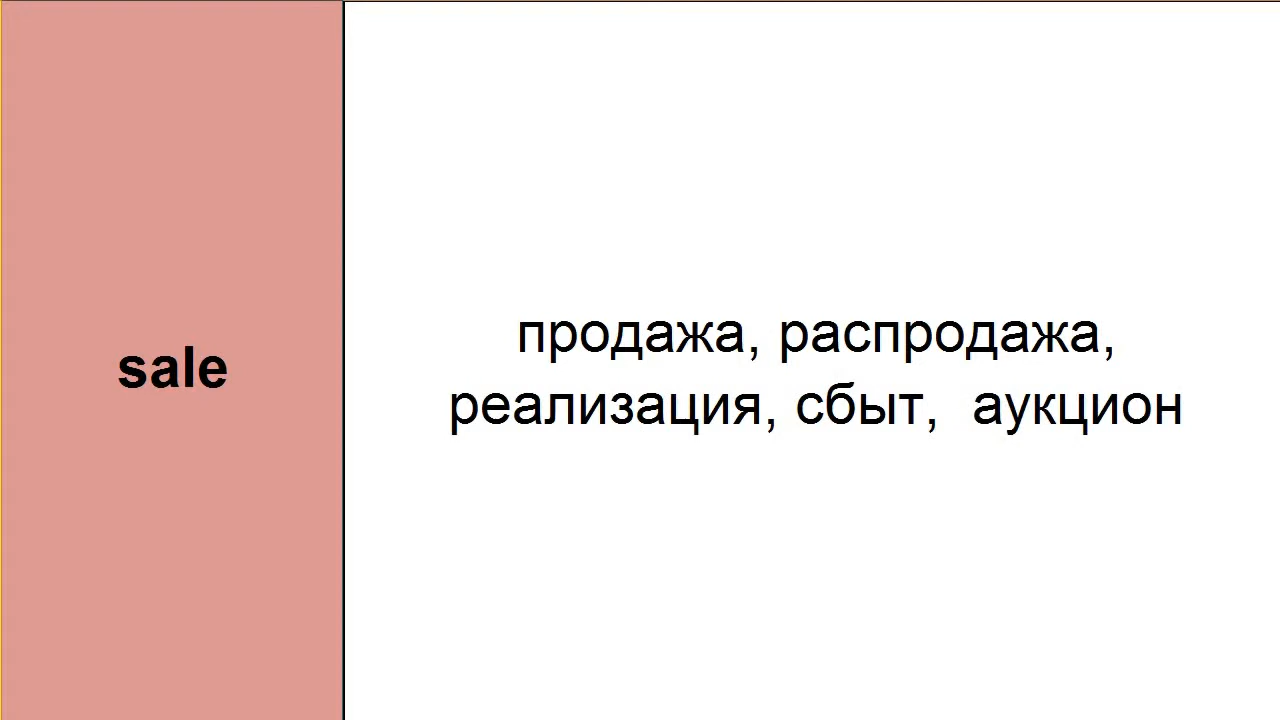 sale
продажа, распродажа,
реализация, сбыт,  аукцион